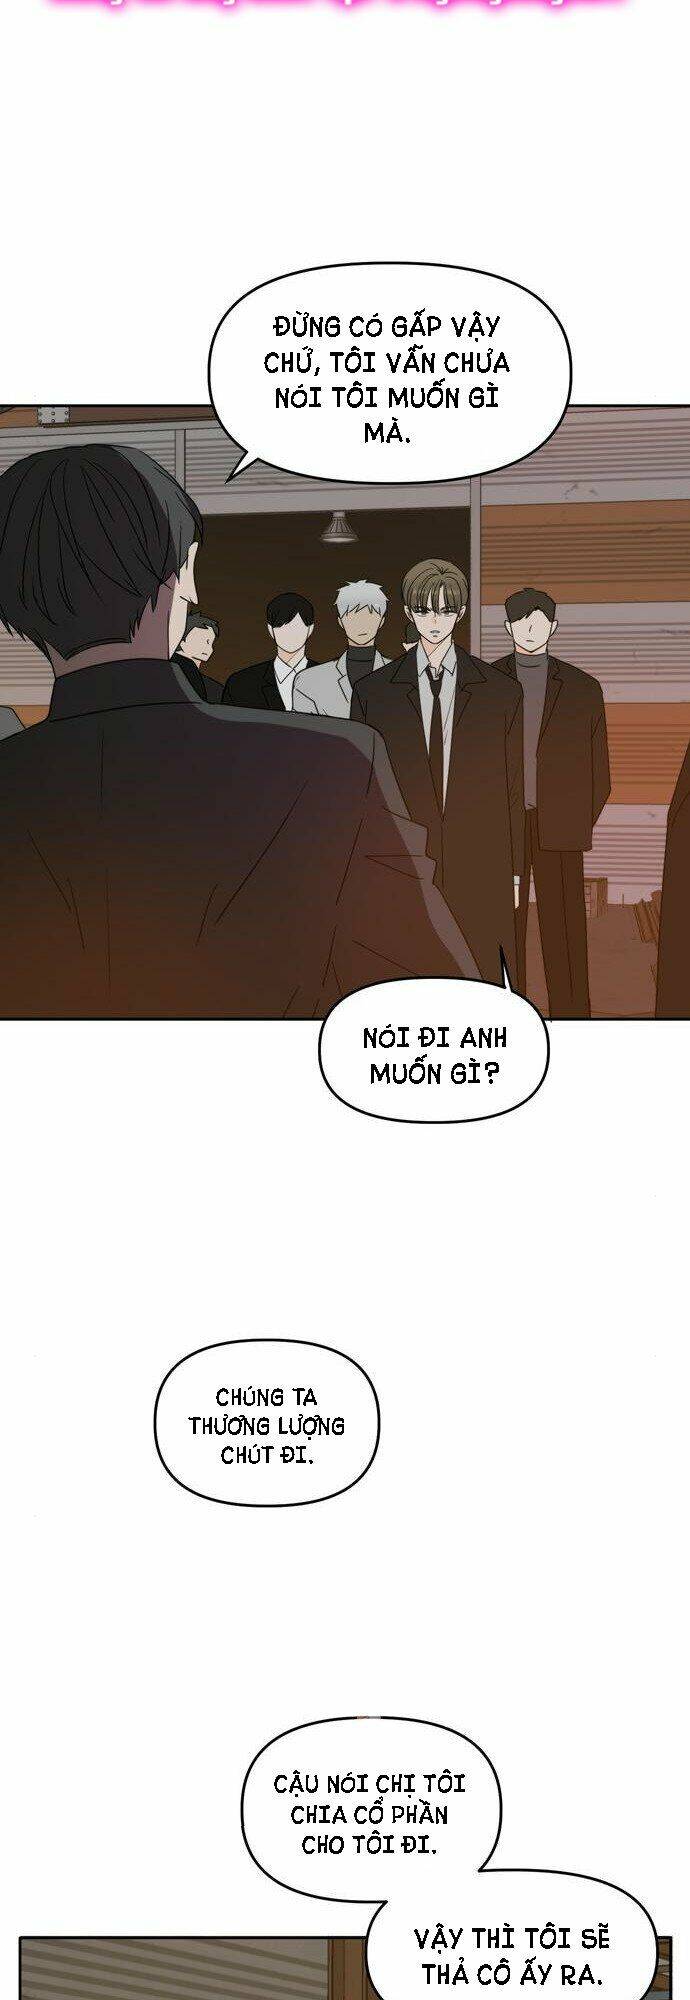 ĐỪNG CÓ GẤP VẬY
CHỨ, TÔI VẪN CHƯA
NÓI TÔI MUỐN GÌ
MÀ.
NÓI ĐI ANH
MUỐN GÌ?
CHÚNG TA
THƯƠNG LƯỢNG
CHÚT ĐI.
CẬU NÓI CHỊ TÔI
CHIA CỔ PHẦN
CHO TÔI ĐI.
VẬY THÌ TÔI SẼ
THẢ CÔ ẤY RA.